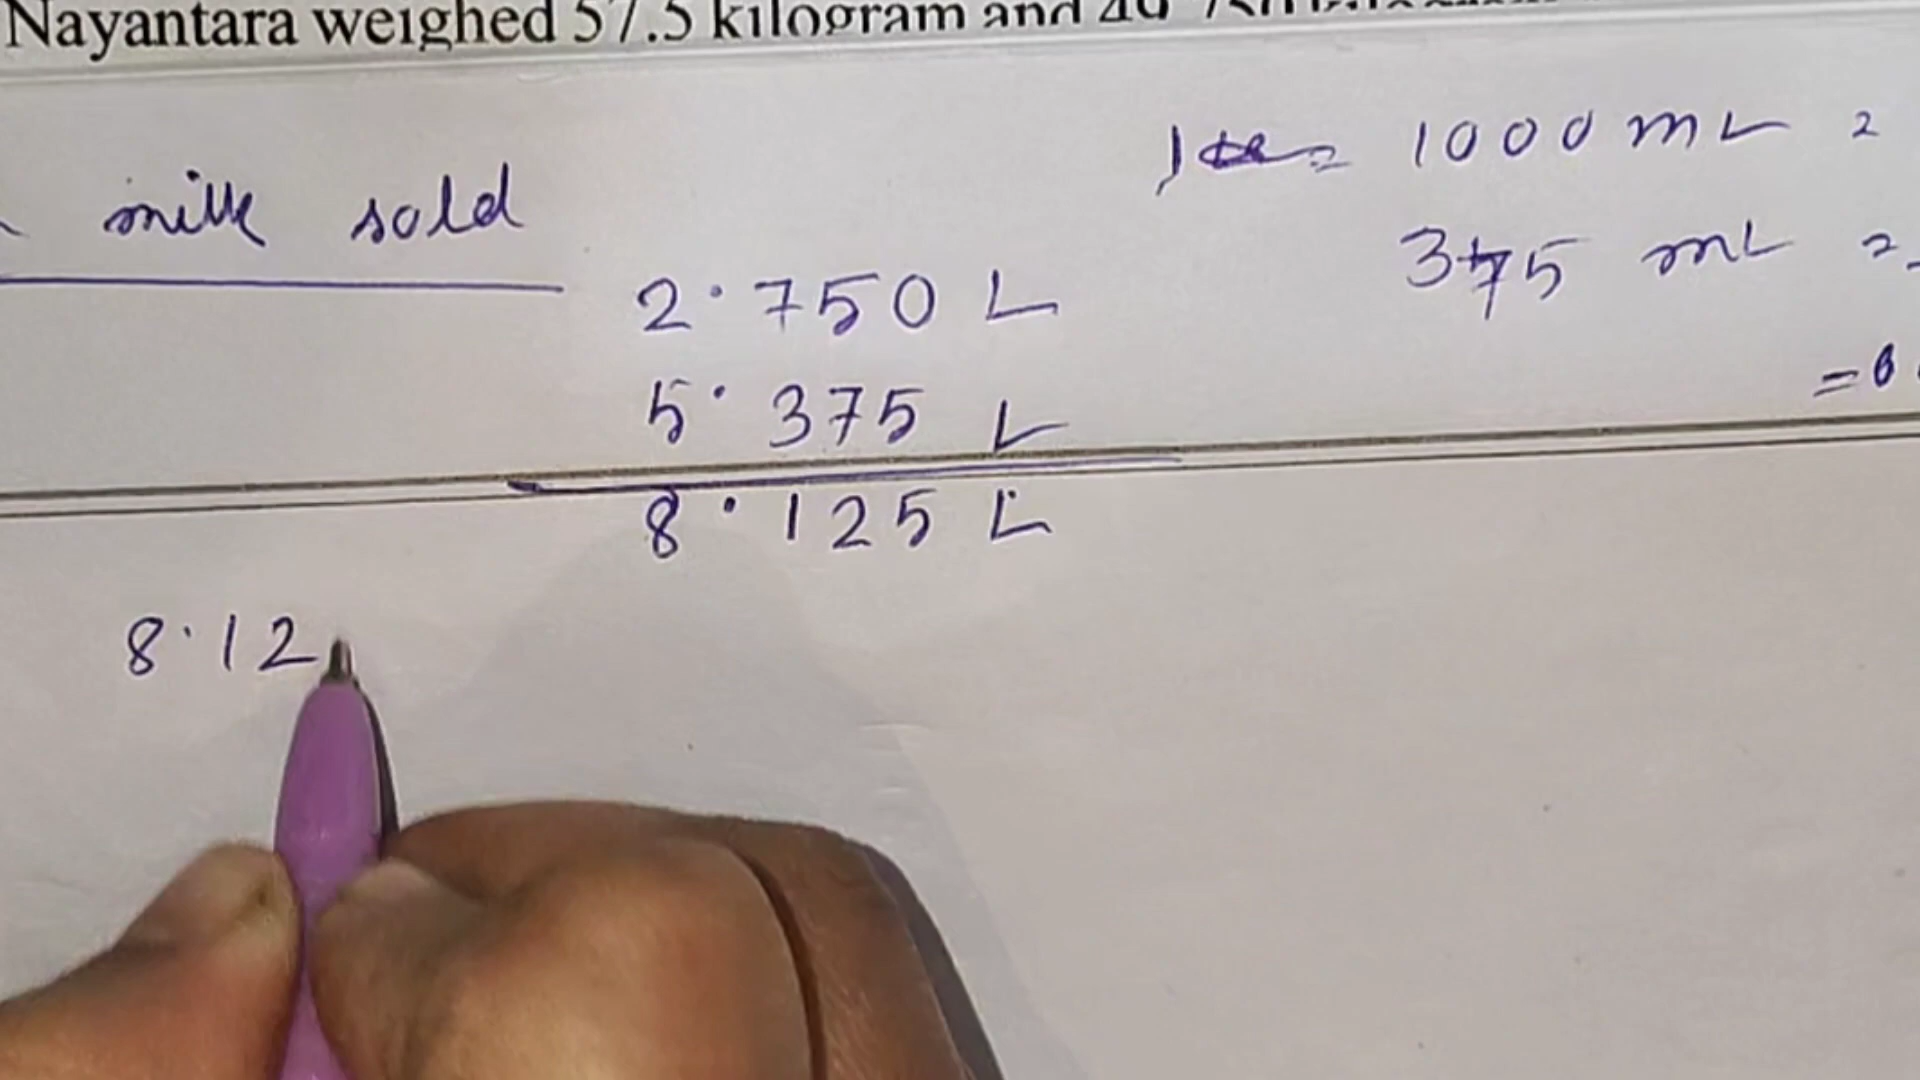 Nayantara weighed 57.5 kilogram and
milk sold
1000 mL =
375 mL =
2.750 L
5.375 L
= 0
8.125 L
8.12